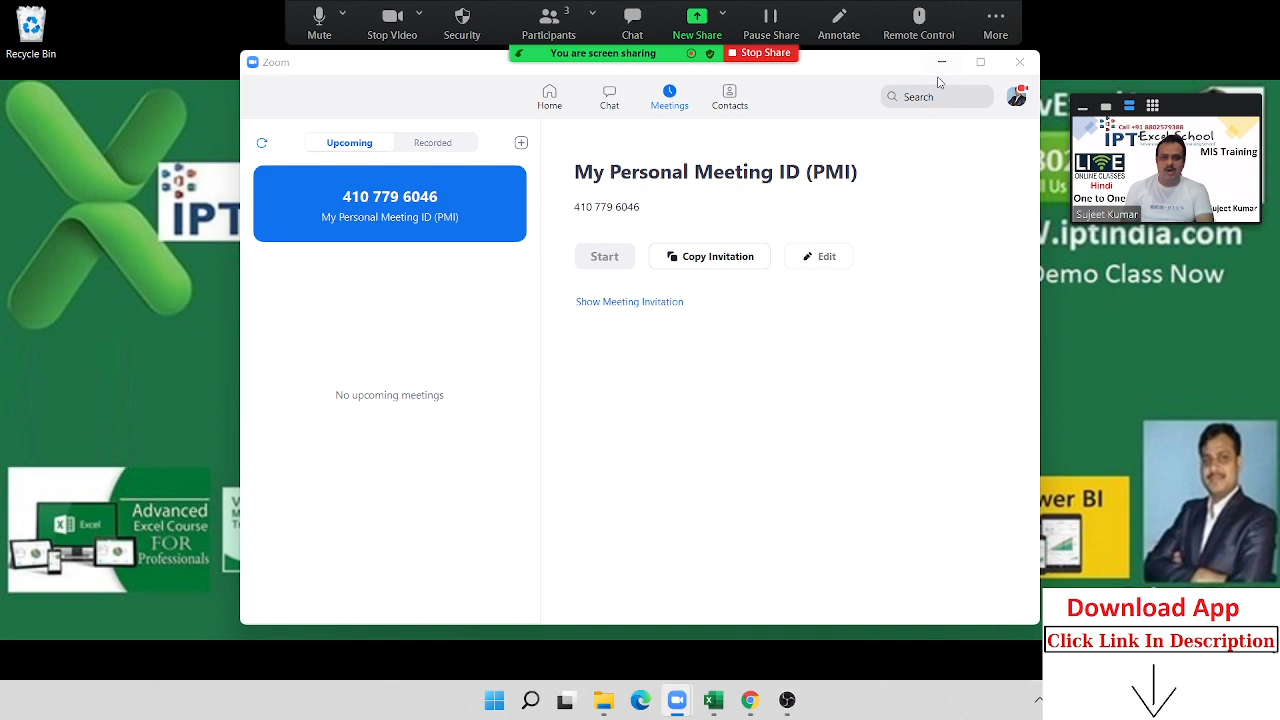 Recycle Bin
Mute
Stop Video
Security
Participants
3
Chat
New Share
Pause Share
Annotate
Remote Control
More
You are screen sharing
Stop Share
Zoom
Home
Chat
Meetings
Contacts
Search
Upcoming
Recorded
410 779 6046
My Personal Meeting ID (PMI)
No upcoming meetings
My Personal Meeting ID (PMI)
410 779 6046
Start
Copy Invitation
Edit
Show Meeting Invitation
Call +91 8802579388
IPT Excel School
MIS Training
LIVE
ONLINE CLASSES
Hindi
One to One
Sujeet Kumar
Sujeet Kumar
IPT
.iptindia.com
Demo Class Now
Excel
Advanced
Excel Course
FOR
Professionals
wer BI
Download App
Click Link In Description